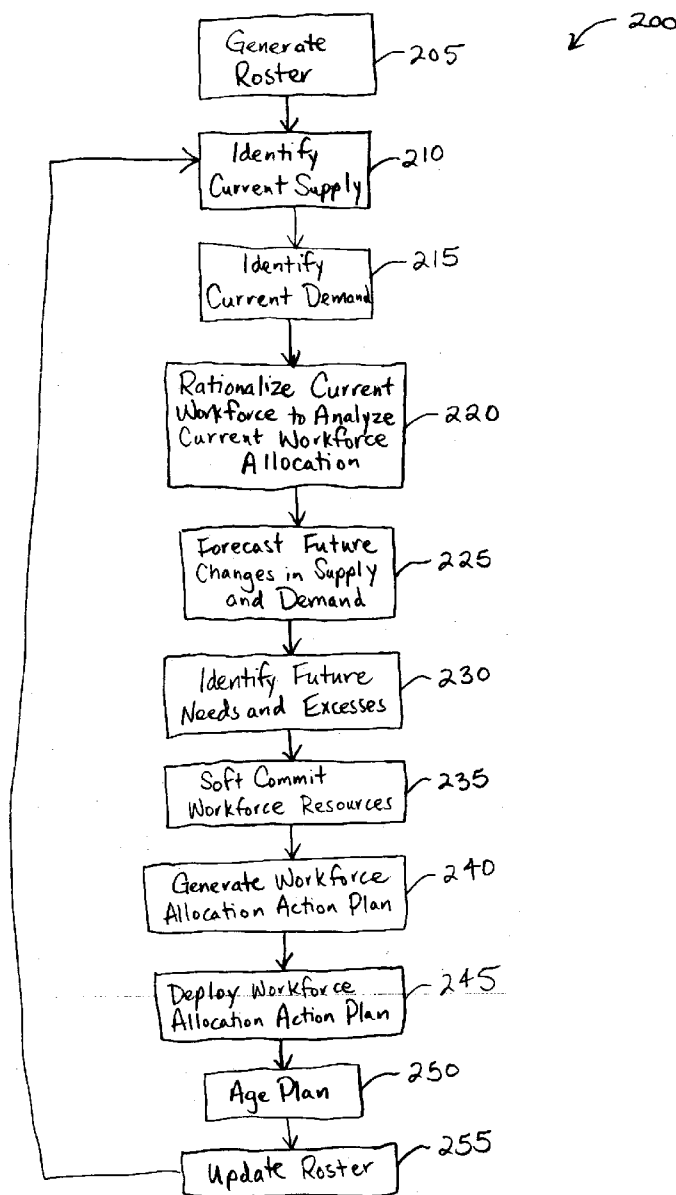 200
Generate
Roster
205
Identify
Current Supply
210
Identify
Current Demand
215
Rationalize Current
Workforce to Analyze
Current Workforce
Allocation
220
Forecast Future
Changes in Supply
and Demand
225
Identify Future
Needs and Excesses
230
Soft Commit
Workforce Resources
235
Generate Workforce
Allocation Action Plan
240
Deploy Workforce
Allocation Action Plan
245
Age Plan
250
Update Roster
255